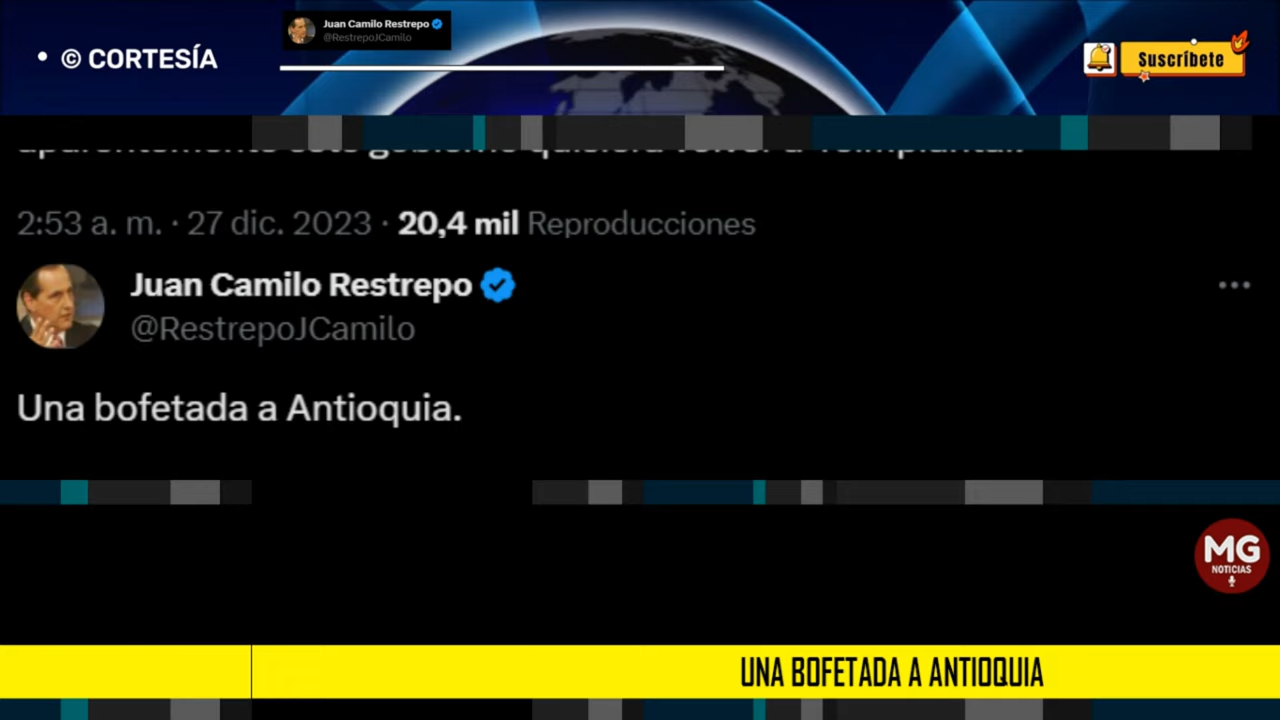 • © CORTESÍA
Juan Camilo Restrepo
@RestrepoJCamilo
Suscríbete
2:53 a. m. · 27 dic. 2023 · 20,4 mil Reproducciones
Juan Camilo Restrepo
@RestrepoJCamilo
Una bofetada a Antioquia.
MG
NOTICIAS
UNA BOFETADA A ANTIOQUIA